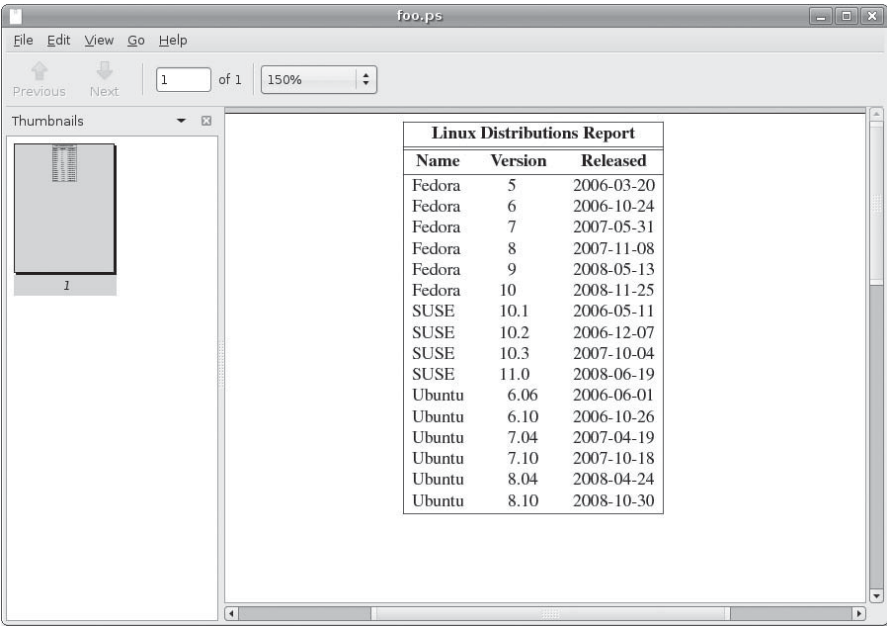 foo.ps
File Edit View Go Help
Previous Next 1 of 1 150%
Thumbnails
1
Linux Distributions Report
Name Version Released
Fedora 5 2006-03-20
Fedora 6 2006-10-24
Fedora 7 2007-05-31
Fedora 8 2007-11-08
Fedora 9 2008-05-13
Fedora 10 2008-11-25
SUSE 10.1 2006-05-11
SUSE 10.2 2006-12-07
SUSE 10.3 2007-10-04
SUSE 11.0 2008-06-19
Ubuntu 6.06 2006-06-01
Ubuntu 6.10 2006-10-26
Ubuntu 7.04 2007-04-19
Ubuntu 7.10 2007-10-18
Ubuntu 8.04 2008-04-24
Ubuntu 8.10 2008-10-30